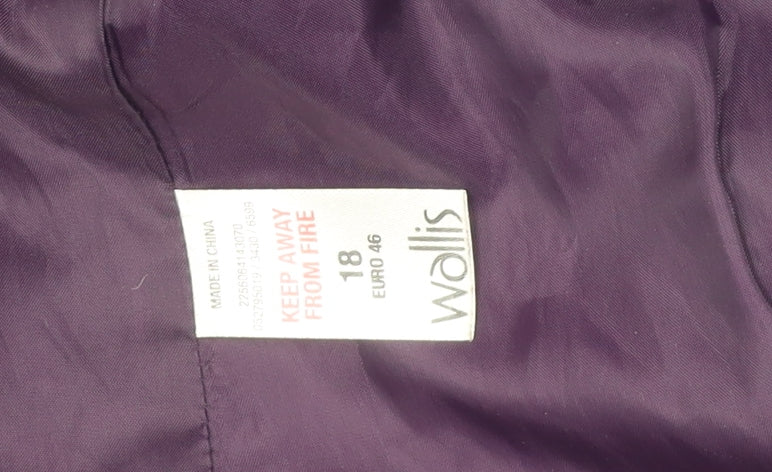 wallis
18
EURO 46
KEEP AWAY
FROM FIRE
MADE IN CHINA